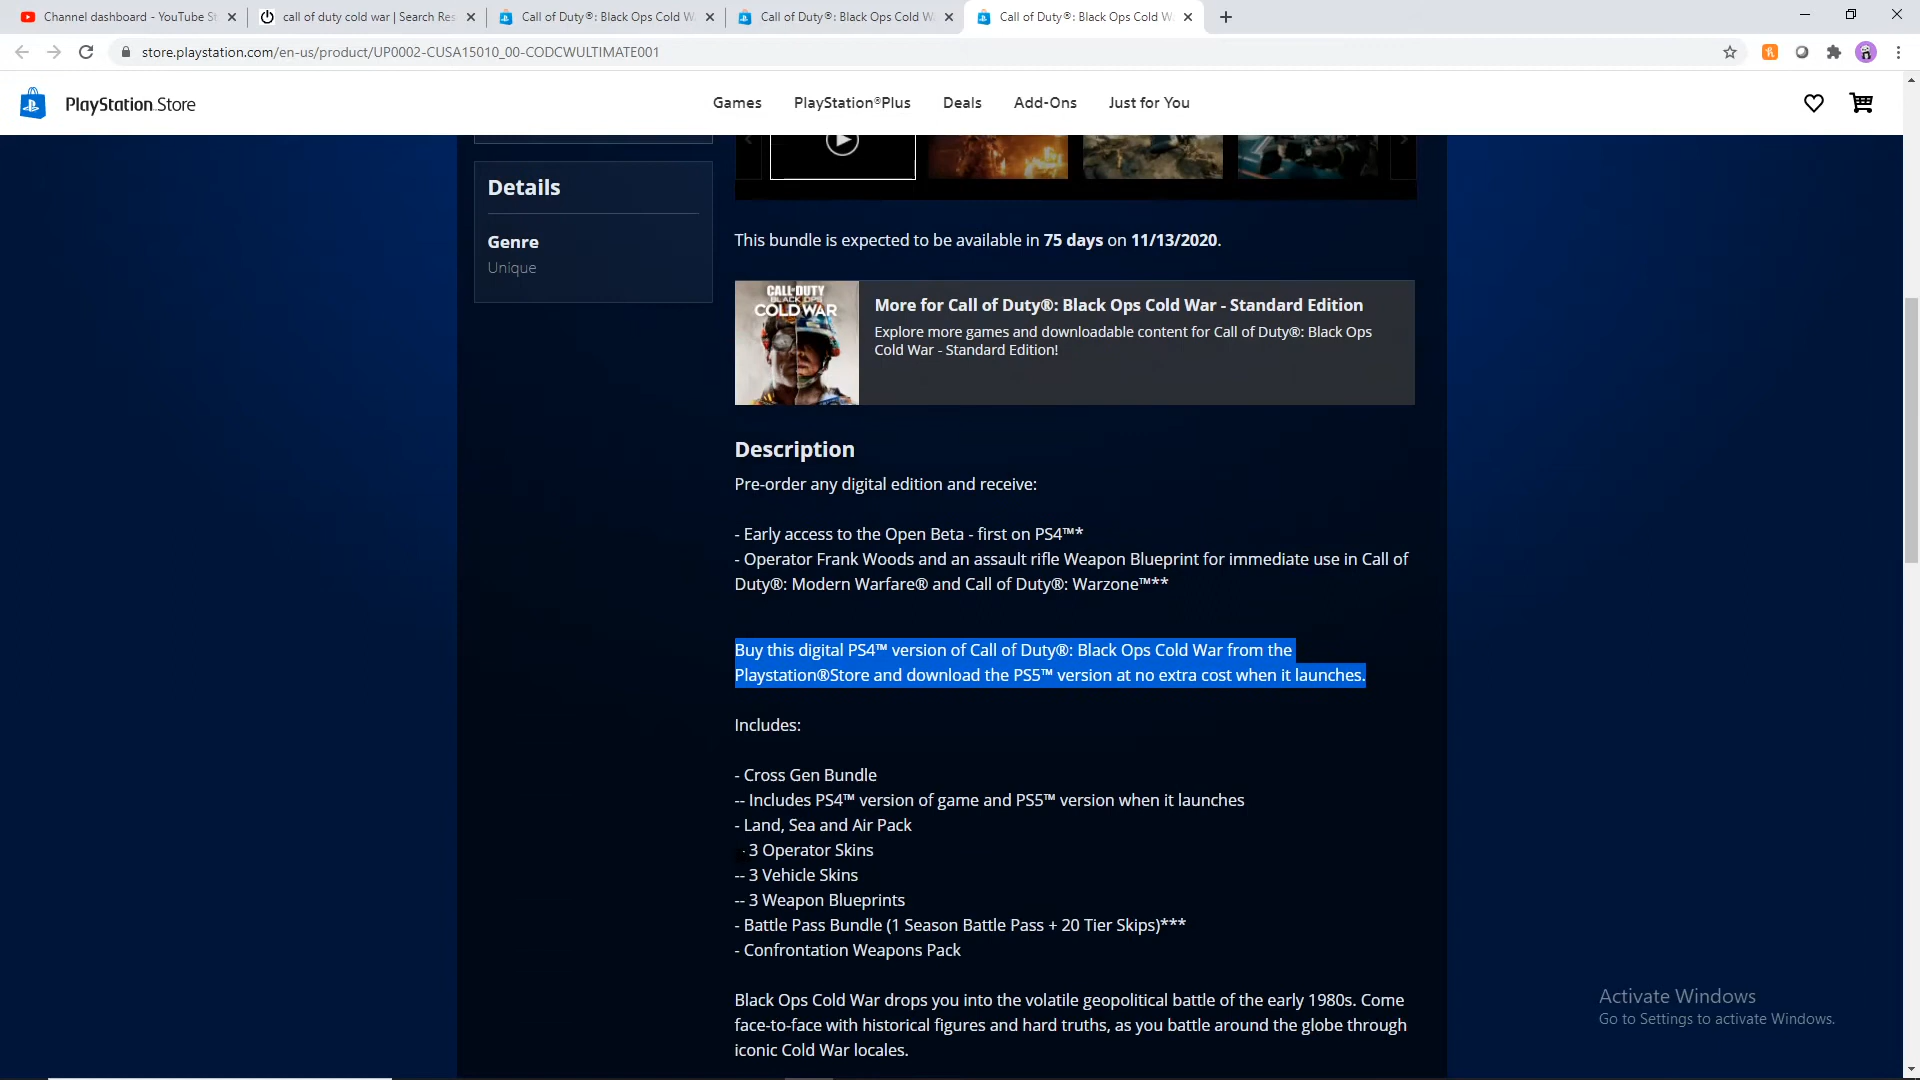 Channel dashboard - YouTube St
call of duty cold war | Search Res
Call of Duty®: Black Ops Cold W
Call of Duty®: Black Ops Cold W
Call of Duty®: Black Ops Cold W
store.playstation.com/en-us/product/UP0002-CUSA15010_00-CODCWULTIMATE001
PlayStation Store
Games
PlayStation®Plus
Deals
Add-Ons
Just for You
Details
Genre
Unique
This bundle is expected to be available in 75 days on 11/13/2020.
CALL OF DUTY
BLACK OPS
COLD WAR
More for Call of Duty®: Black Ops Cold War - Standard Edition
Explore more games and downloadable content for Call of Duty®: Black Ops
Cold War - Standard Edition!
Description
Pre-order any digital edition and receive:
- Early access to the Open Beta - first on PS4™*
- Operator Frank Woods and an assault rifle Weapon Blueprint for immediate use in Call of
Duty®: Modern Warfare® and Call of Duty®: Warzone™**
Buy this digital PS4™ version of Call of Duty®: Black Ops Cold War from the
Playstation®Store and download the PS5™ version at no extra cost when it launches.
Includes:
- Cross Gen Bundle
-- Includes PS4™ version of game and PS5™ version when it launches
- Land, Sea and Air Pack
- 3 Operator Skins
-- 3 Vehicle Skins
-- 3 Weapon Blueprints
- Battle Pass Bundle (1 Season Battle Pass + 20 Tier Skips)***
- Confrontation Weapons Pack
Black Ops Cold War drops you into the volatile geopolitical battle of the early 1980s. Come
face-to-face with historical figures and hard truths, as you battle around the globe through
iconic Cold War locales.
Activate Windows
Go to Settings to activate Windows.